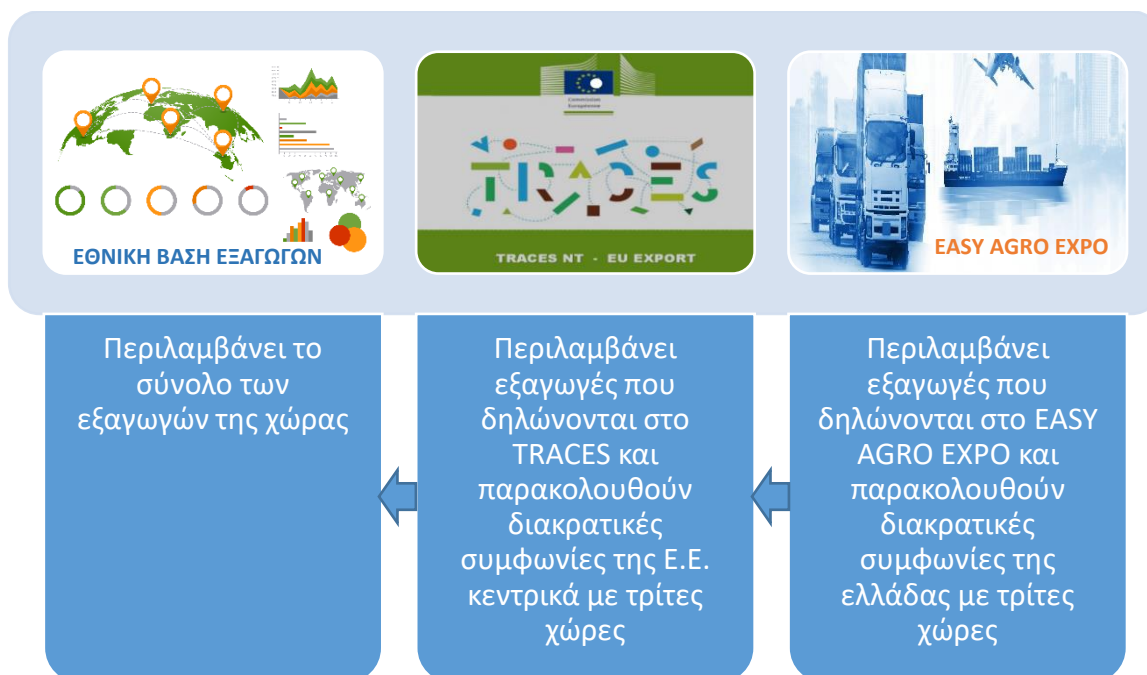 Commission
Européenne
TRACES
TRACES NT - EU EXPORT
ΕΘΝΙΚΗ ΒΑΣΗ ΕΞΑΓΩΓΩΝ
EASY AGRO EXPO
Περιλαμβάνει το
σύνολο των
εξαγωγών της χώρας
Περιλαμβάνει
εξαγωγές που
δηλώνονται στο
TRACES και
παρακολουθούν
διακρατικές
συμφωνίες της Ε.Ε.
κεντρικά με τρίτες
χώρες
Περιλαμβάνει
εξαγωγές που
δηλώνονται στο EASY
AGRO EXPO και
παρακολουθούν
διακρατικές
συμφωνίες της
ελλάδας με τρίτες
χώρες